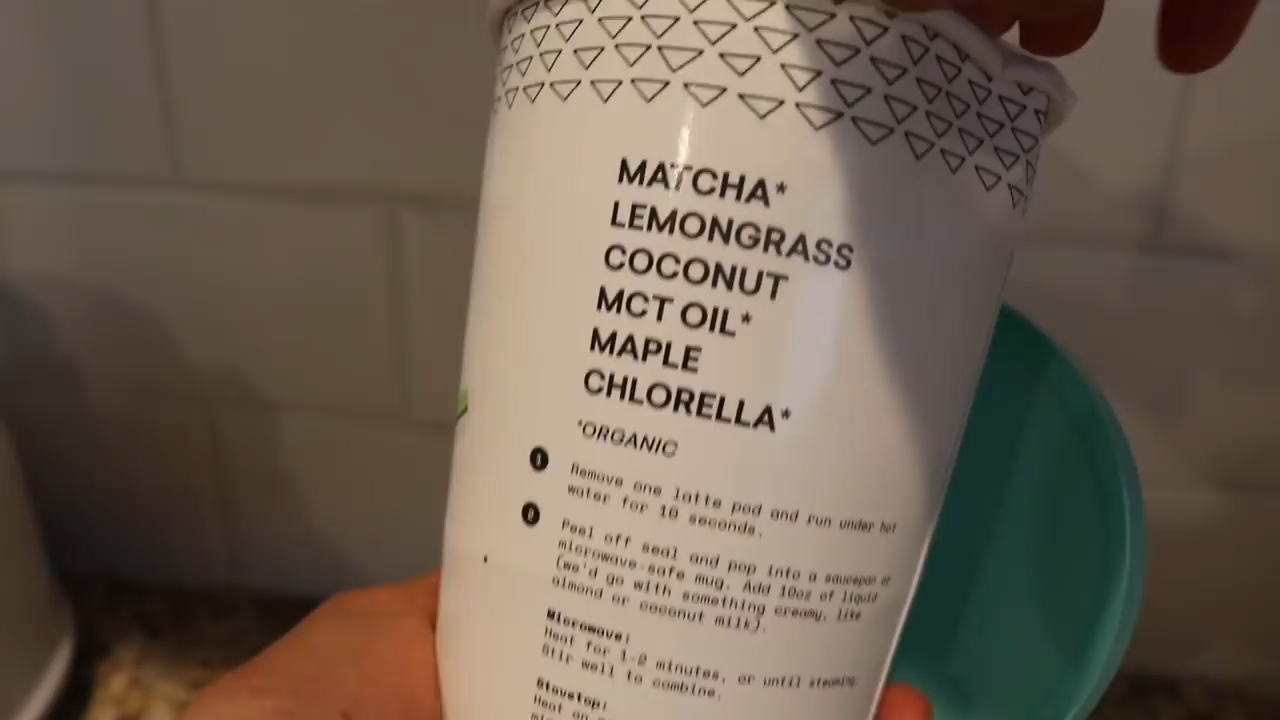 MATCHA*
LEMONGRASS
COCONUT
MCT OIL*
MAPLE
CHLORELLA*
*ORGANIC
1 Remove one latte pod and run under hot
water for 10 seconds.
2 Peel off seal and pop into a saucepan or
microwave-safe mug. Add 10oz of liquid
(we'd go with something creamy, like
almond or coconut milk).
Microwave:
Heat for 1-2 minutes, or until steaming.
Stir well to combine.
Stovetop:
Heat on